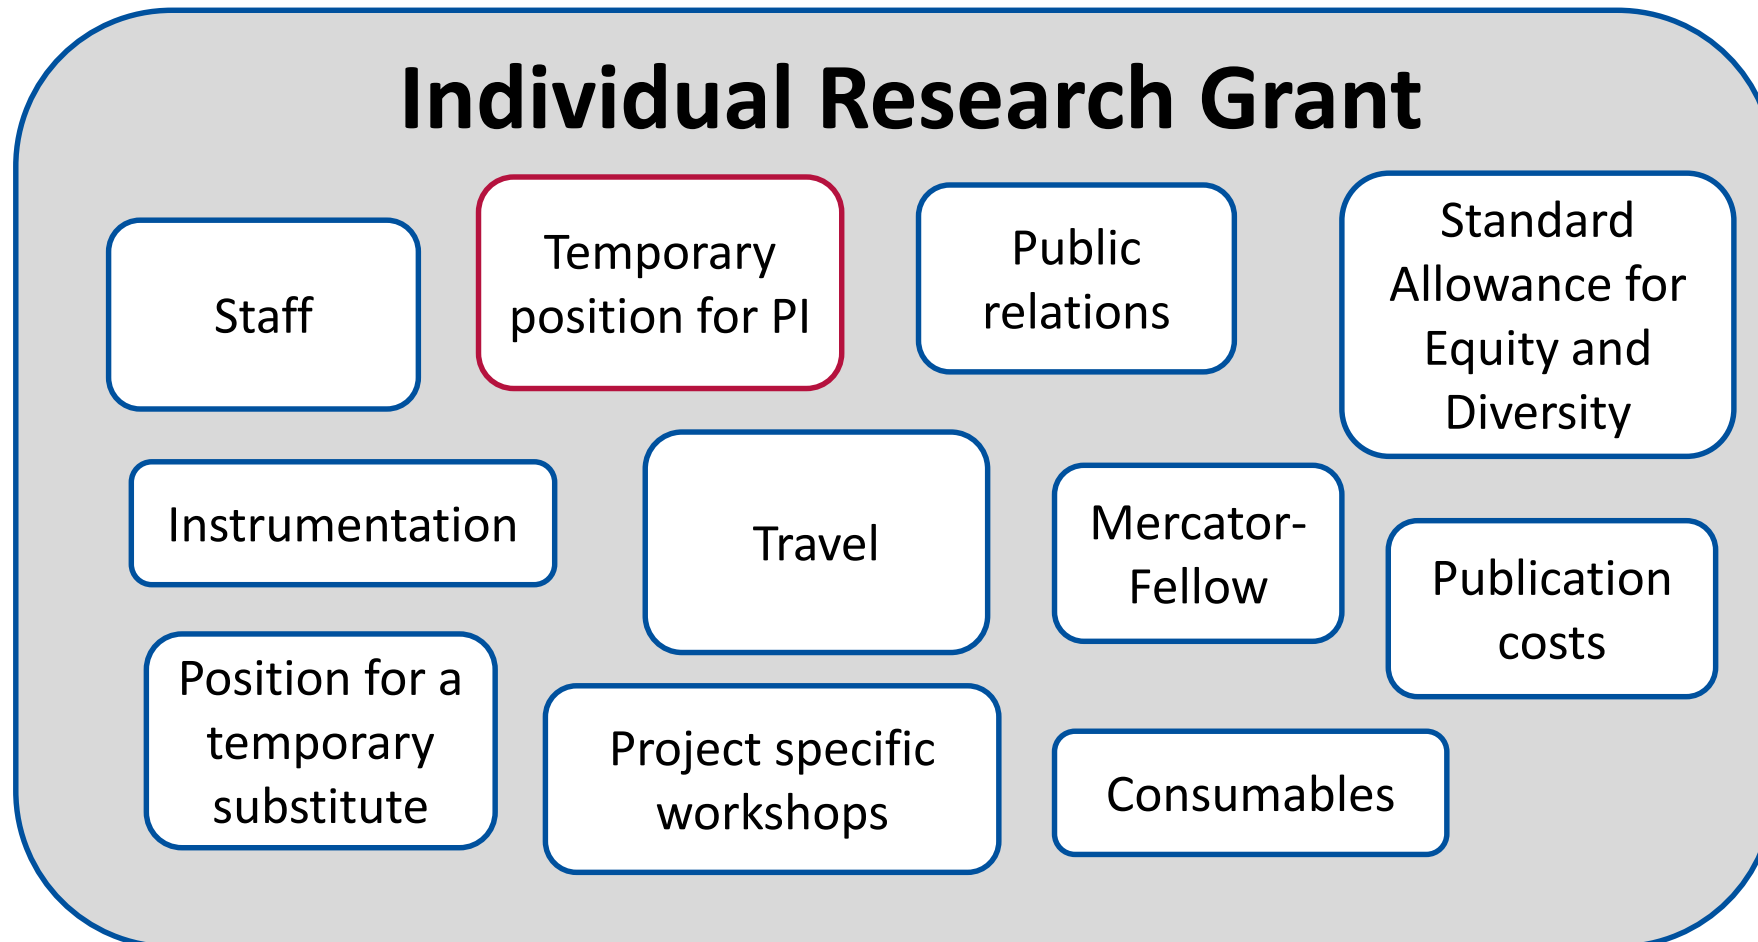 Individual Research Grant
Staff
Temporary
position for PI
Public
relations
Standard
Allowance for
Equity and
Diversity
Instrumentation
Travel
Mercator-
Fellow
Publication
costs
Position for a
temporary
substitute
Project specific
workshops
Consumables